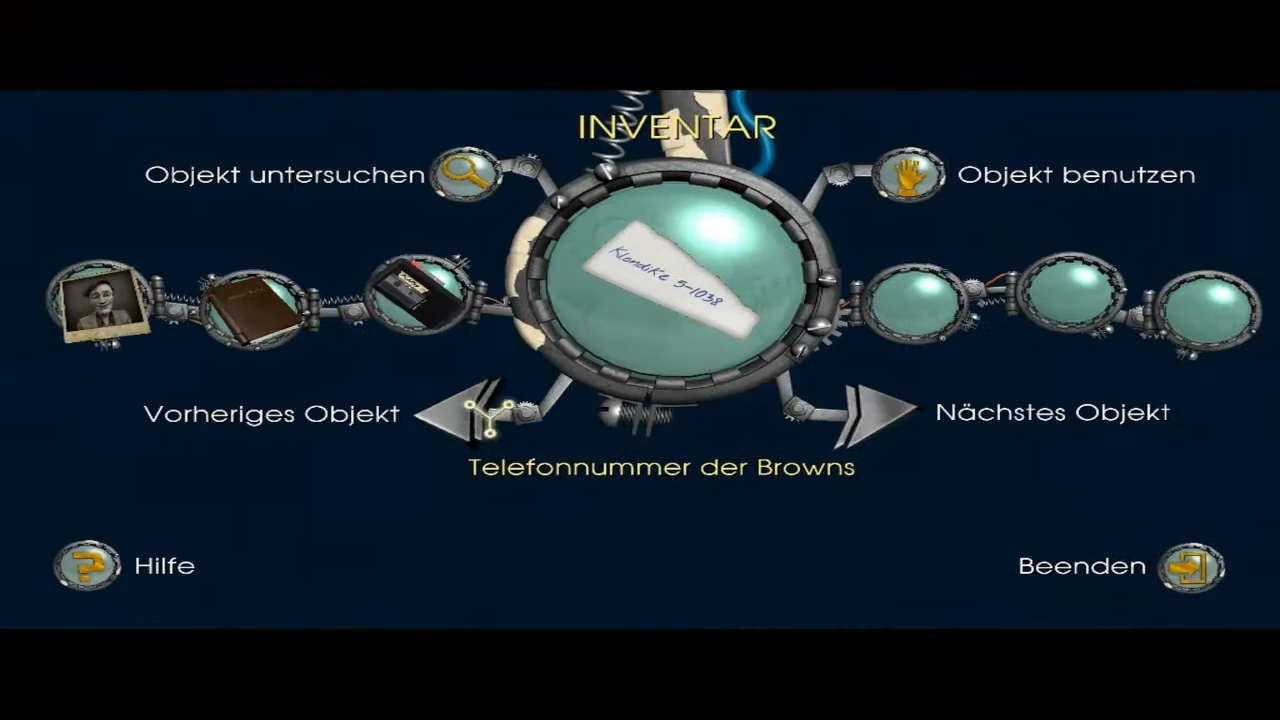 INVENTAR
Objekt untersuchen
Objekt benutzen
Klondike 5-1038
Vorheriges Objekt
Nächstes Objekt
Telefonnummer der Browns
?
Hilfe
Beenden